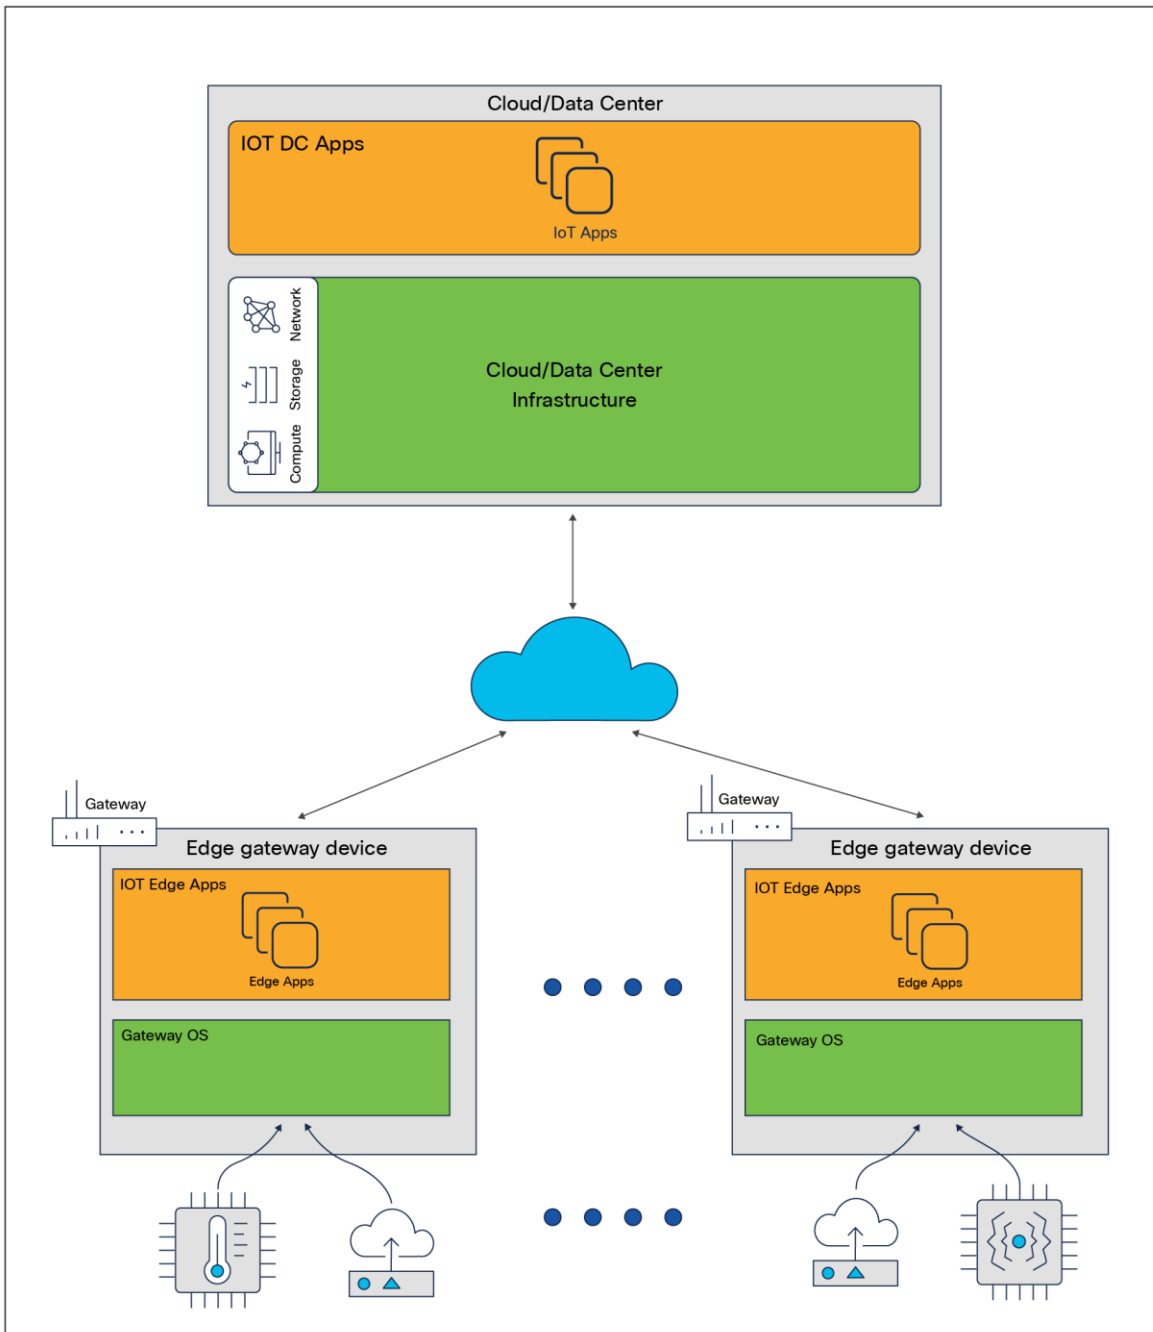 Cloud/Data Center
IOT DC Apps
IoT Apps
Network
Storage
Compute
Cloud/Data Center
Infrastructure
Gateway
Edge gateway device
IOT Edge Apps
Edge Apps
Gateway OS
Gateway
Edge gateway device
IOT Edge Apps
Edge Apps
Gateway OS